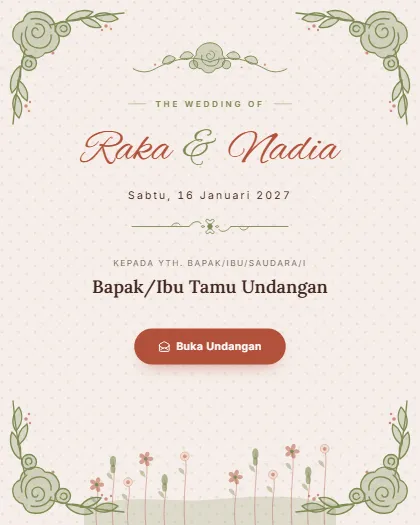 THE WEDDING OF
Raka & Nadia
Sabtu, 16 Januari 2027
KEPADA YTH. BAPAK/IBU/SAUDARA/I
Bapak/Ibu Tamu Undangan
Buka Undangan